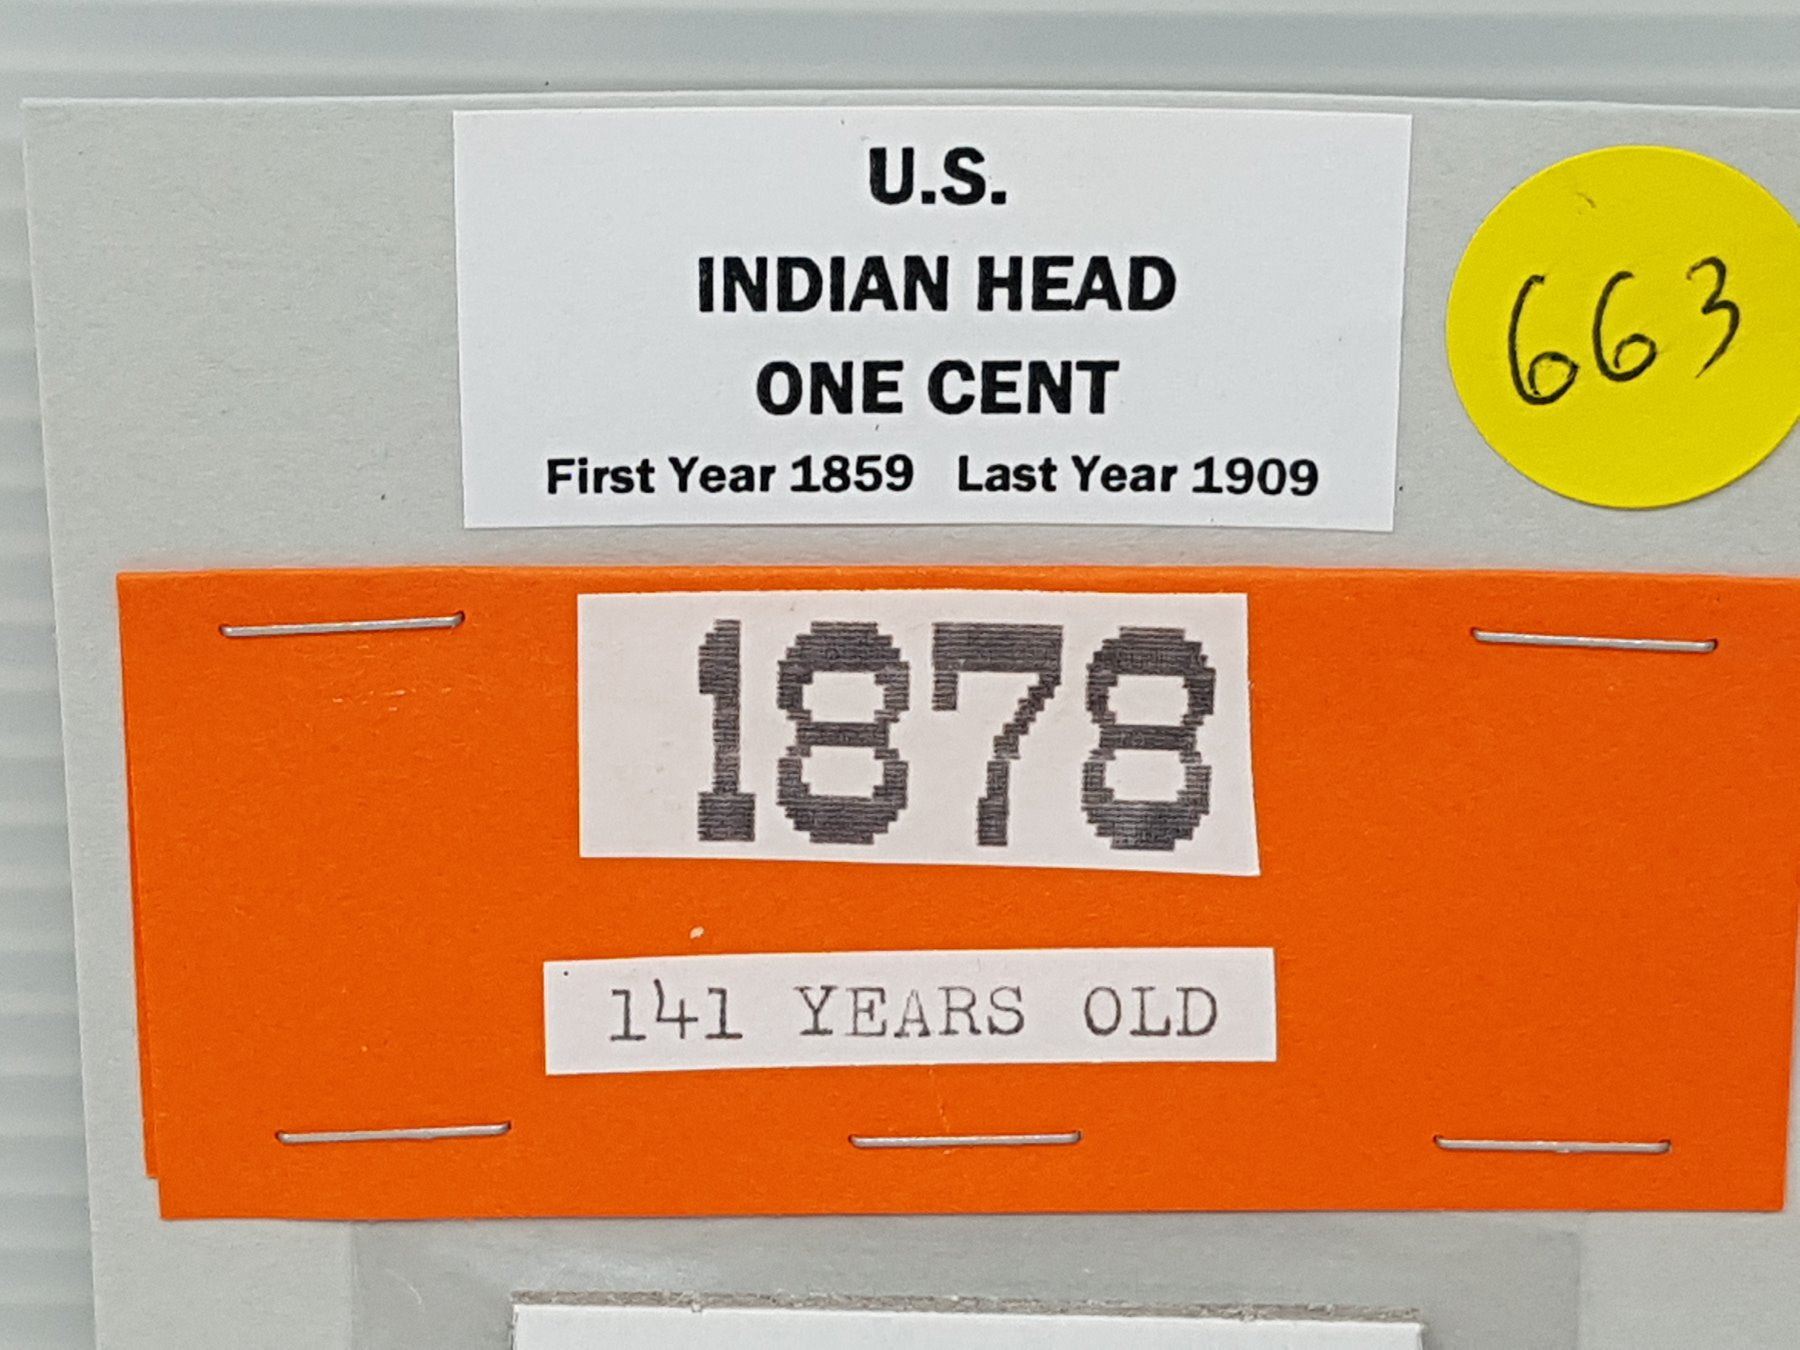 U.S.
INDIAN HEAD
ONE CENT
First Year 1859 Last Year 1909
663
1878
141 YEARS OLD